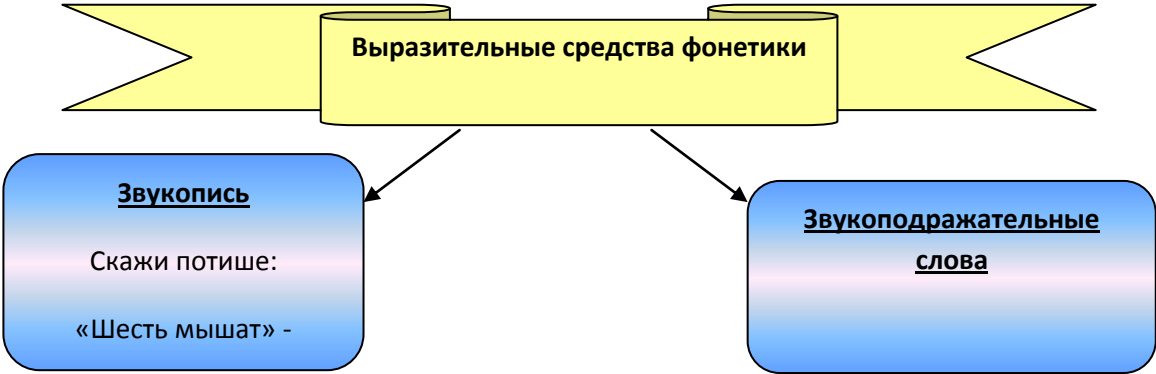 Выразительные средства фонетики
Звукопись
Скажи потише:
«Шесть мышат» -
Звукоподражательные
слова